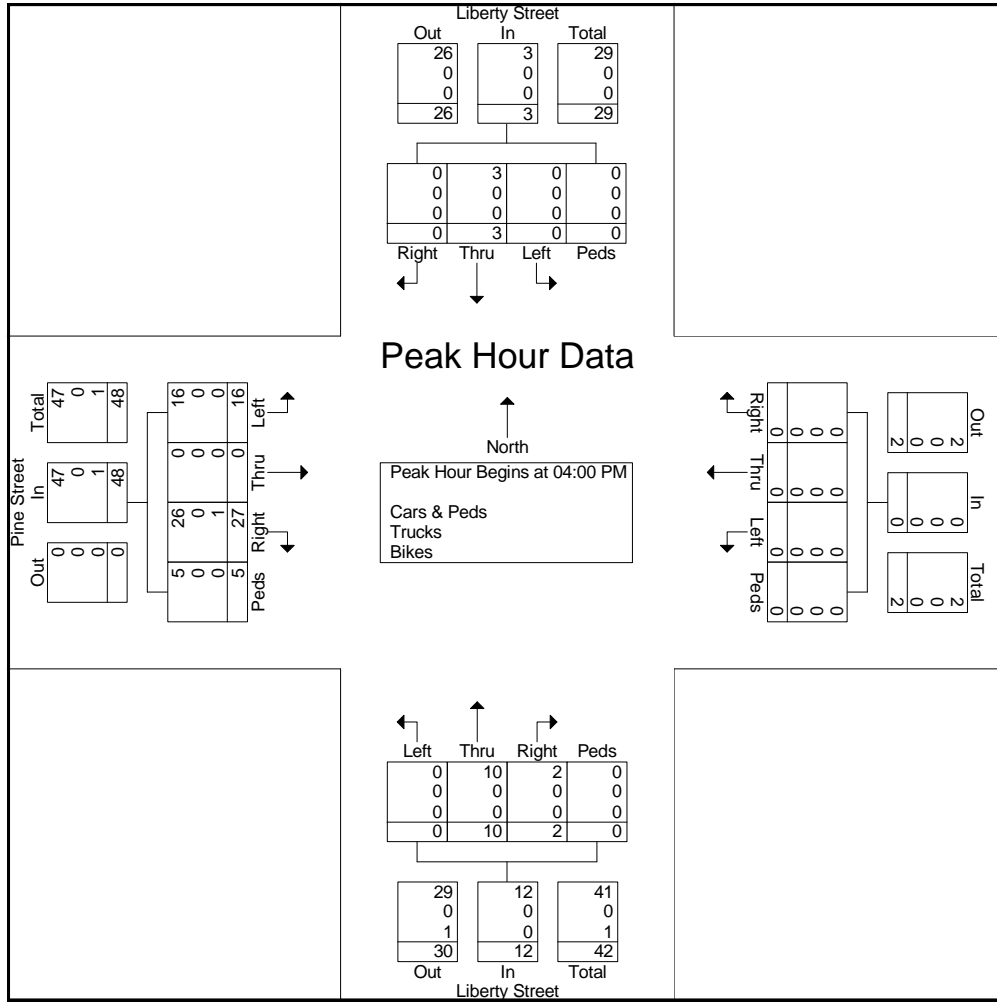 Liberty Street
Out In Total
26 3 29
0 0 0
0 0 0
26 3 29
0 3 0 0
0 0 0 0
0 0 0 0
0 3 0 0
Right Thru Left Peds
Peak Hour Data
North
Peak Hour Begins at 04:00 PM
Cars & Peds
Trucks
Bikes
Pine Street
Total In Out
47 47 0
0 0 0
1 1 0
48 48 0
16 0 26 5
0 0 0 0
0 0 1 0
16 0 27 5
Left Thru Right Peds
Right Thru Left Peds
0 0 0 0
0 0 0 0
0 0 0 0
0 0 0 0
Out In Total
2 0 2
0 0 0
0 0 0
2 0 2
Left Thru Right Peds
0 10 2 0
0 0 0 0
0 0 0 0
0 10 2 0
29 12 41
0 0 0
1 0 1
30 12 42
Out In Total
Liberty Street